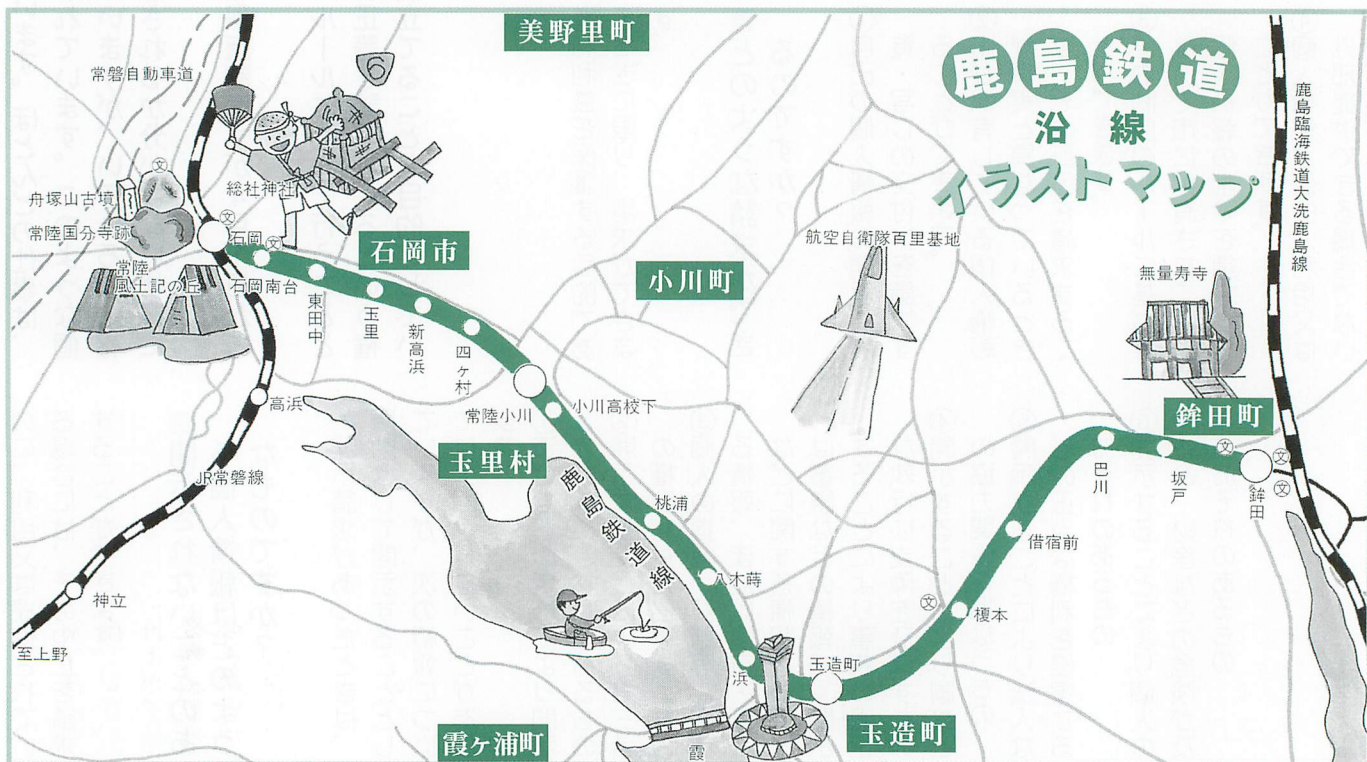 鹿島鉄道
沿線
イラストマップ
美野里町
常磐自動車道
6
総社神社
舟塚山古墳
常陸国分寺跡
常陸
風土記の丘
文
文
文
石岡
石岡南台
東田中
玉里
新高浜
四ヶ村
常陸小川
小川高校下
桃浦
八木蒔
浜
玉造町
榎本
借宿前
巴川
坂戸
鉾田
石岡市
小川町
航空自衛隊百里基地
無量寿寺
鹿島臨海鉄道大洗鹿島線
鉾田町
文
文
文
文
高浜
JR常磐線
神立
至上野
玉里村
鹿島鉄道線
霞ヶ浦町
霞
玉造町